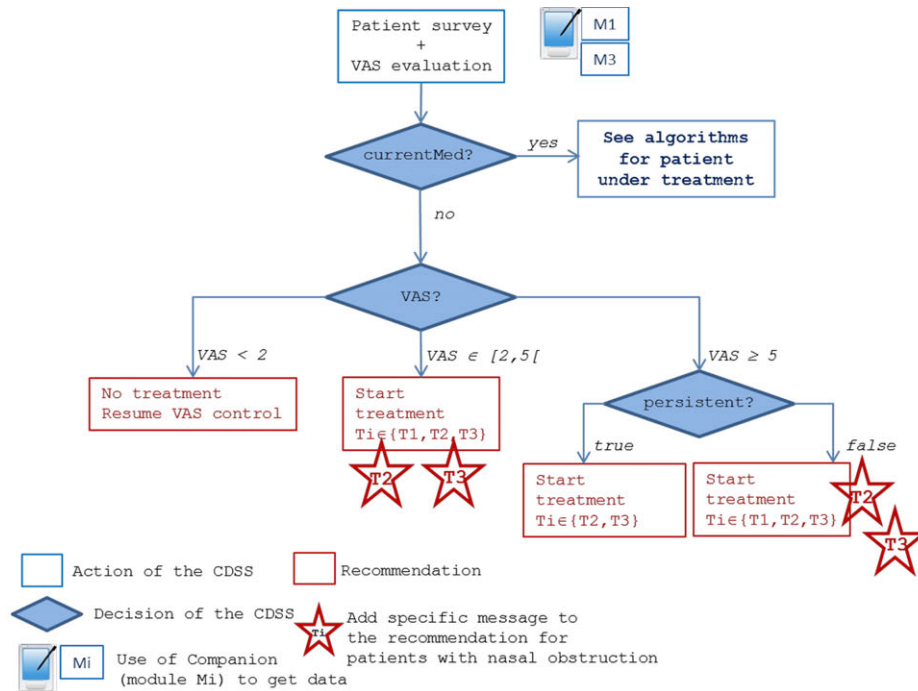 Patient survey
+
VAS evaluation
M1
M3
currentMed?
yes
See algorithms
for patient
under treatment
no
VAS?
VAS < 2
VAS ∈ [2,5[
VAS ≥ 5
No treatment
Resume VAS control
Start
treatment
Ti∈{T1,T2,T3}
T2
T3
persistent?
true
false
Start
treatment
Ti∈{T2,T3}
Start
treatment
Ti∈{T1,T2,T3}
T2
T3
Action of the CDSS
Recommendation
Decision of the CDSS
Ti
Add specific message to
the recommendation for
patients with nasal obstruction
Mi
Use of Companion
(module Mi) to get data